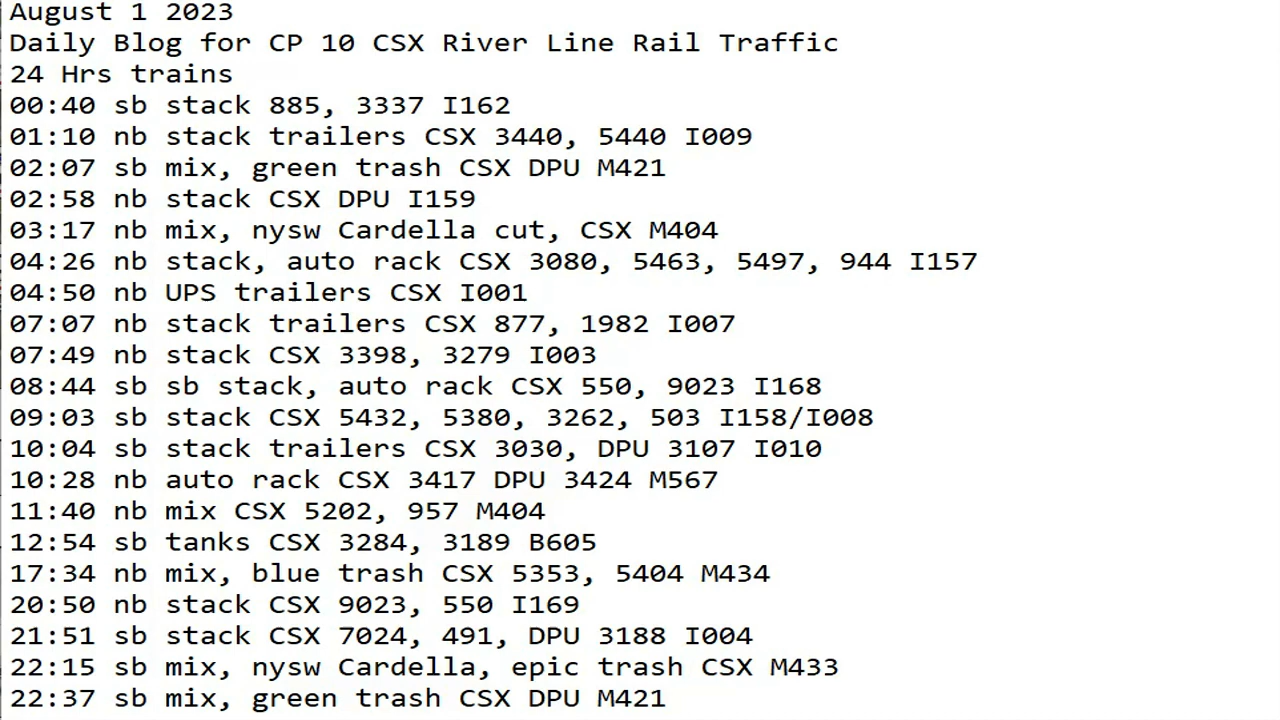 August 1 2023
Daily Blog for CP 10 CSX River Line Rail Traffic
24 Hrs trains
00:40 sb stack 885, 3337 I162
01:10 nb stack trailers CSX 3440, 5440 I009
02:07 sb mix, green trash CSX DPU M421
02:58 nb stack CSX DPU I159
03:17 nb mix, nysw Cardella cut, CSX M404
04:26 nb stack, auto rack CSX 3080, 5463, 5497, 944 I157
04:50 nb UPS trailers CSX I001
07:07 nb stack trailers CSX 877, 1982 I007
07:49 nb stack CSX 3398, 3279 I003
08:44 sb sb stack, auto rack CSX 550, 9023 I168
09:03 sb stack CSX 5432, 5380, 3262, 503 I158/I008
10:04 sb stack trailers CSX 3030, DPU 3107 I010
10:28 nb auto rack CSX 3417 DPU 3424 M567
11:40 nb mix CSX 5202, 957 M404
12:54 sb tanks CSX 3284, 3189 B605
17:34 nb mix, blue trash CSX 5353, 5404 M434
20:50 nb stack CSX 9023, 550 I169
21:51 sb stack CSX 7024, 491, DPU 3188 I004
22:15 sb mix, nysw Cardella, epic trash CSX M433
22:37 sb mix, green trash CSX DPU M421